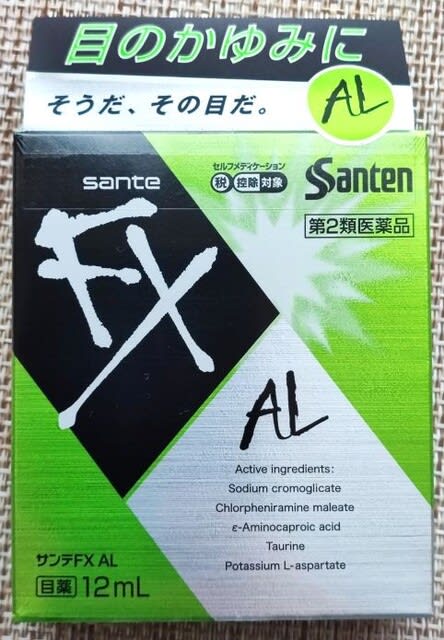 目のかゆみに
そうだ、その目だ。
AL
sante
FX
セルフメディケーション
税 控除 対象
Santen
第2類医薬品
AL
Active ingredients:
Sodium cromoglicate
Chlorpheniramine maleate
ε-Aminocaproic acid
Taurine
Potassium L-aspartate
サンテFX AL
目薬 12mL